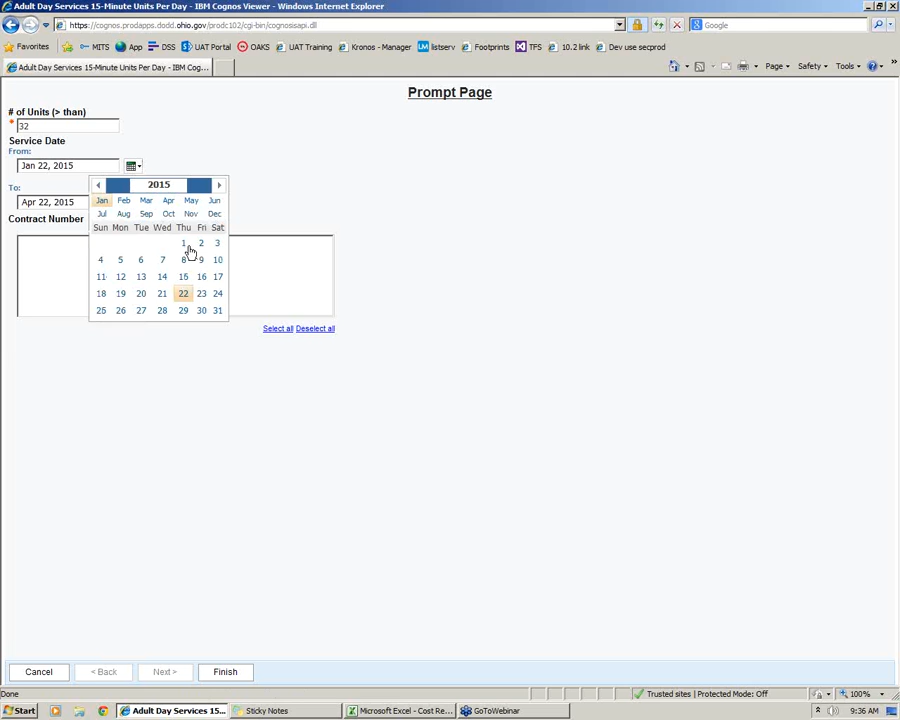 Adult Day Services 15-Minute Units Per Day - IBM Cognos Viewer - Windows Internet Explorer
https://cognos.prodapps.dodd.ohio.gov/prodc102/cgi-bin/cognosisapi.dll
Google
Favorites MITS App DSS UAT Portal OAKS UAT Training Kronos - Manager listserv Footprints TFS 10.2 link Dev use secprod
Adult Day Services 15-Minute Units Per Day - IBM Cog...
Page Safety Tools
Prompt Page
# of Units (> than)
* 32
Service Date
From:
Jan 22, 2015
2015
To:
Apr 22, 2015
Jan Feb Mar Apr May Jun
Jul Aug Sep Oct Nov Dec
Contract Number
Sun Mon Tue Wed Thu Fri Sat
1 2 3
4 5 6 7 8 9 10
11 12 13 14 15 16 17
18 19 20 21 22 23 24
25 26 27 28 29 30 31
Select all Deselect all
Cancel < Back Next > Finish
Done Trusted sites | Protected Mode: Off 100%
Start Adult Day Services 15... Sticky Notes Microsoft Excel - Cost Re... GoToWebinar 9:36 AM